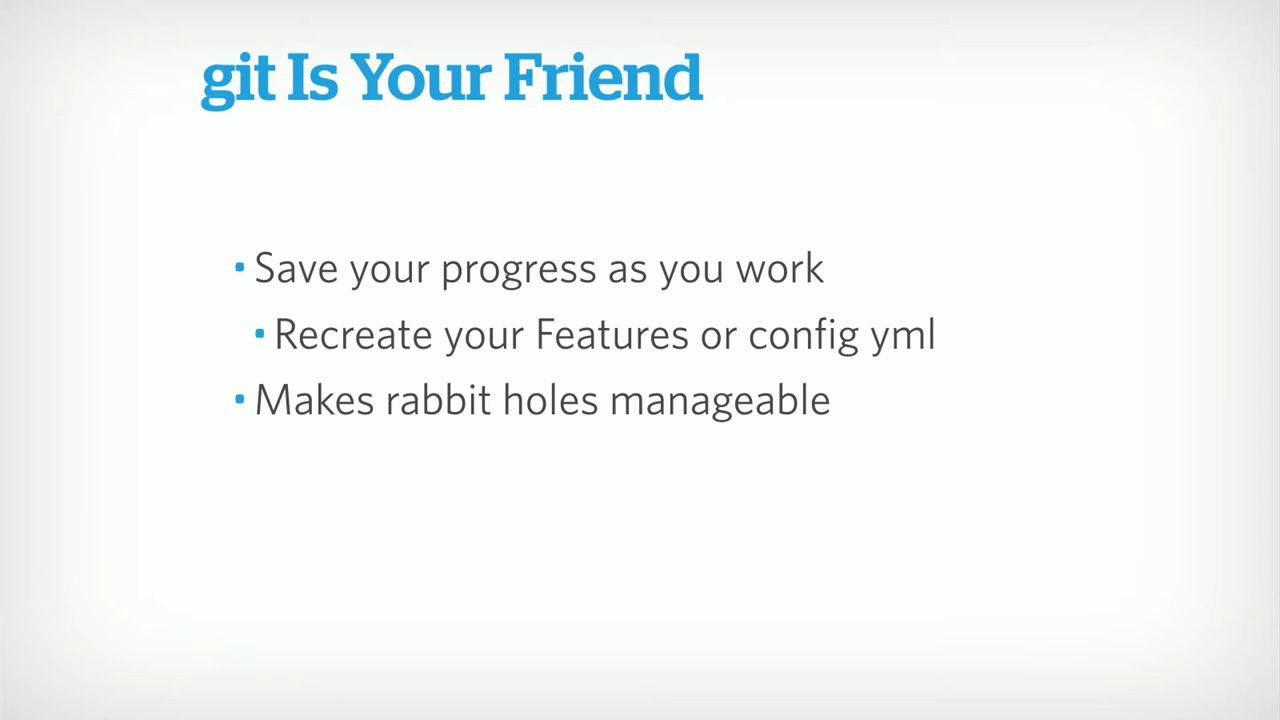 git Is Your Friend
• Save your progress as you work
• Recreate your Features or config yml
• Makes rabbit holes manageable